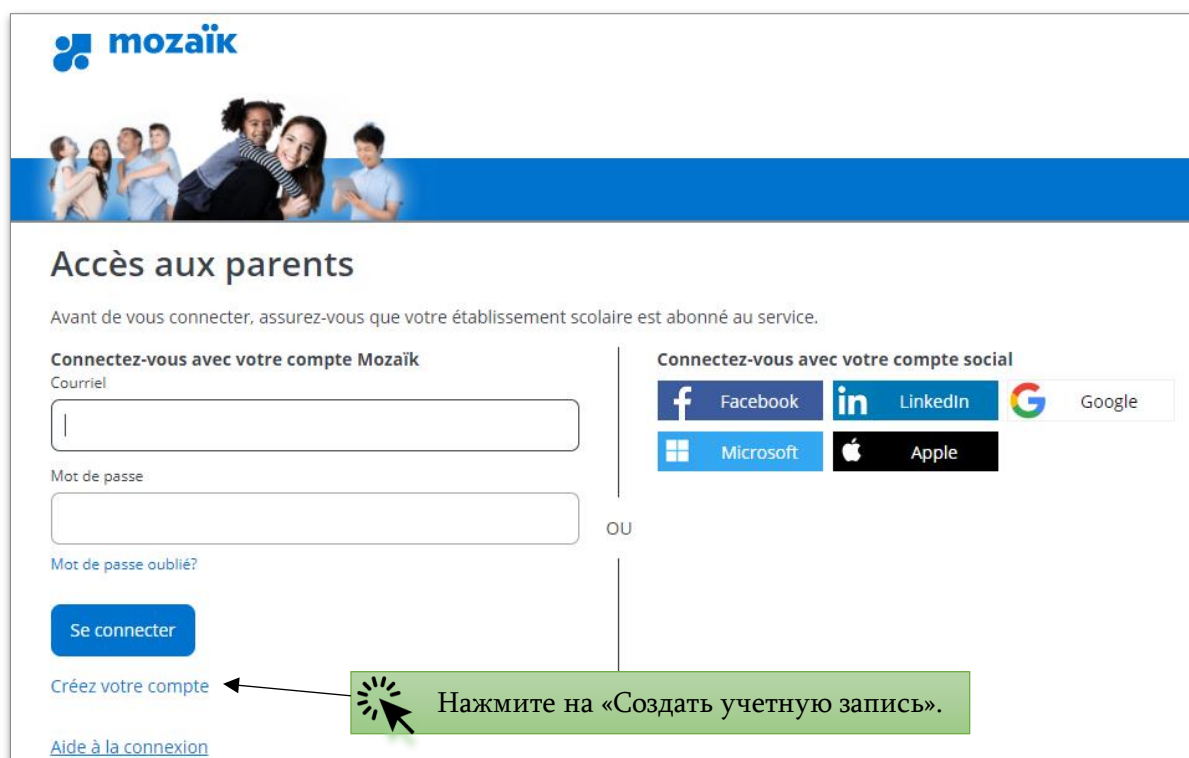 mozaïk
Accès aux parents
Avant de vous connecter, assurez-vous que votre établissement scolaire est abonné au service.
Connectez-vous avec votre compte Mozaïk
Courriel
Mot de passe
Mot de passe oublié?
Se connecter
Créez votre compte
Aide à la connexion
OU
Connectez-vous avec votre compte social
Facebook
LinkedIn
Google
Microsoft
Apple
Нажмите на «Создать учетную запись».